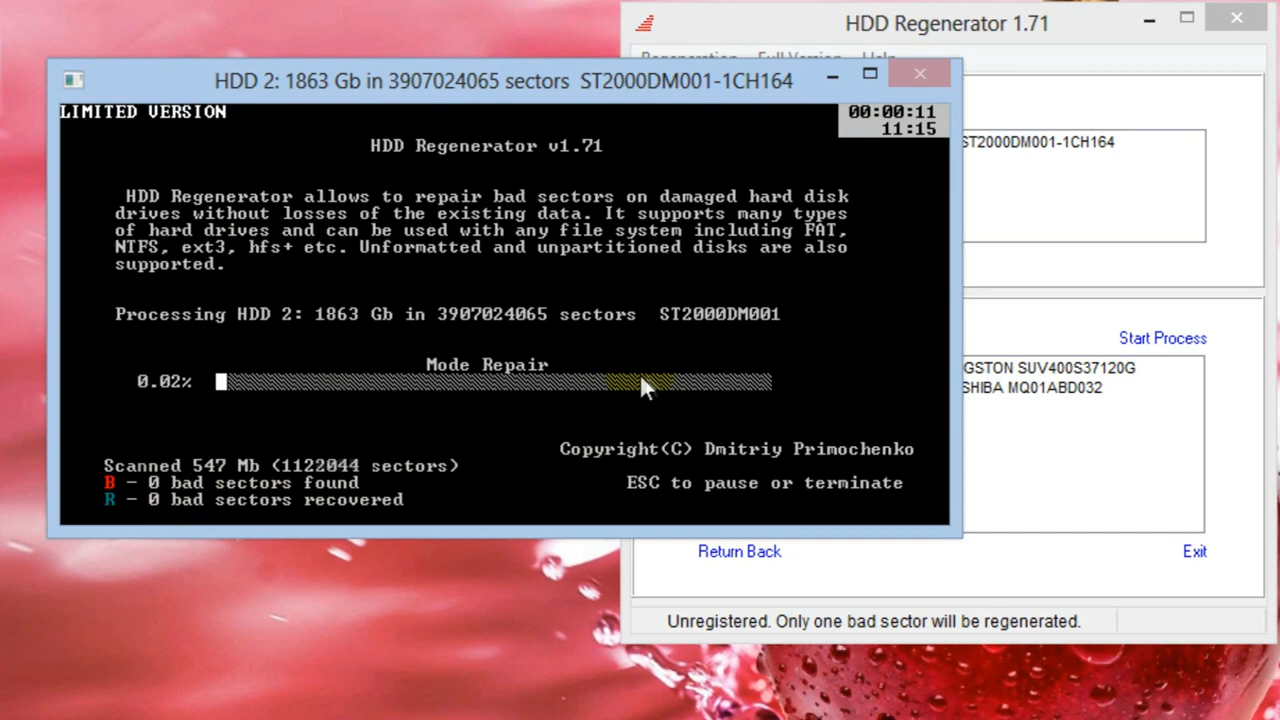 HDD Regenerator 1.71
Regeneration Full Version Help
HDD 2: 1863 Gb in 3907024065 sectors ST2000DM001-1CH164
LIMITED VERSION
00:00:11
11:15
HDD Regenerator v1.71
HDD Regenerator allows to repair bad sectors on damaged hard disk
drives without losses of the existing data. It supports many types
of hard drives and can be used with any file system including FAT,
NTFS, ext3, hfs+ etc. Unformatted and unpartitioned disks are also
supported.
Processing HDD 2: 1863 Gb in 3907024065 sectors ST2000DM001
Mode Repair
0.02%
Copyright(C) Dmitriy Primochenko
Scanned 547 Mb (1122044 sectors)
B - 0 bad sectors found
ESC to pause or terminate
R - 0 bad sectors recovered
ST2000DM001-1CH164
Start Process
GSTON SUV400S37120G
SHIBA MQ01ABD032
Return Back
Exit
Unregistered. Only one bad sector will be regenerated.